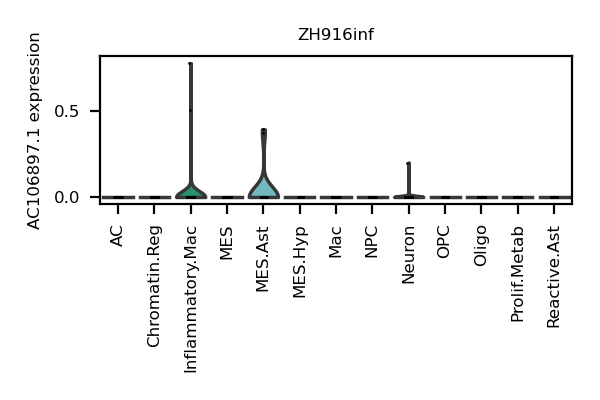 ZH916inf
AC106897.1 expression
0.5
0.0
AC
Chromatin.Reg
Inflammatory.Mac
MES
MES.Ast
MES.Hyp
Mac
NPC
Neuron
OPC
Oligo
Prolif.Metab
Reactive.Ast